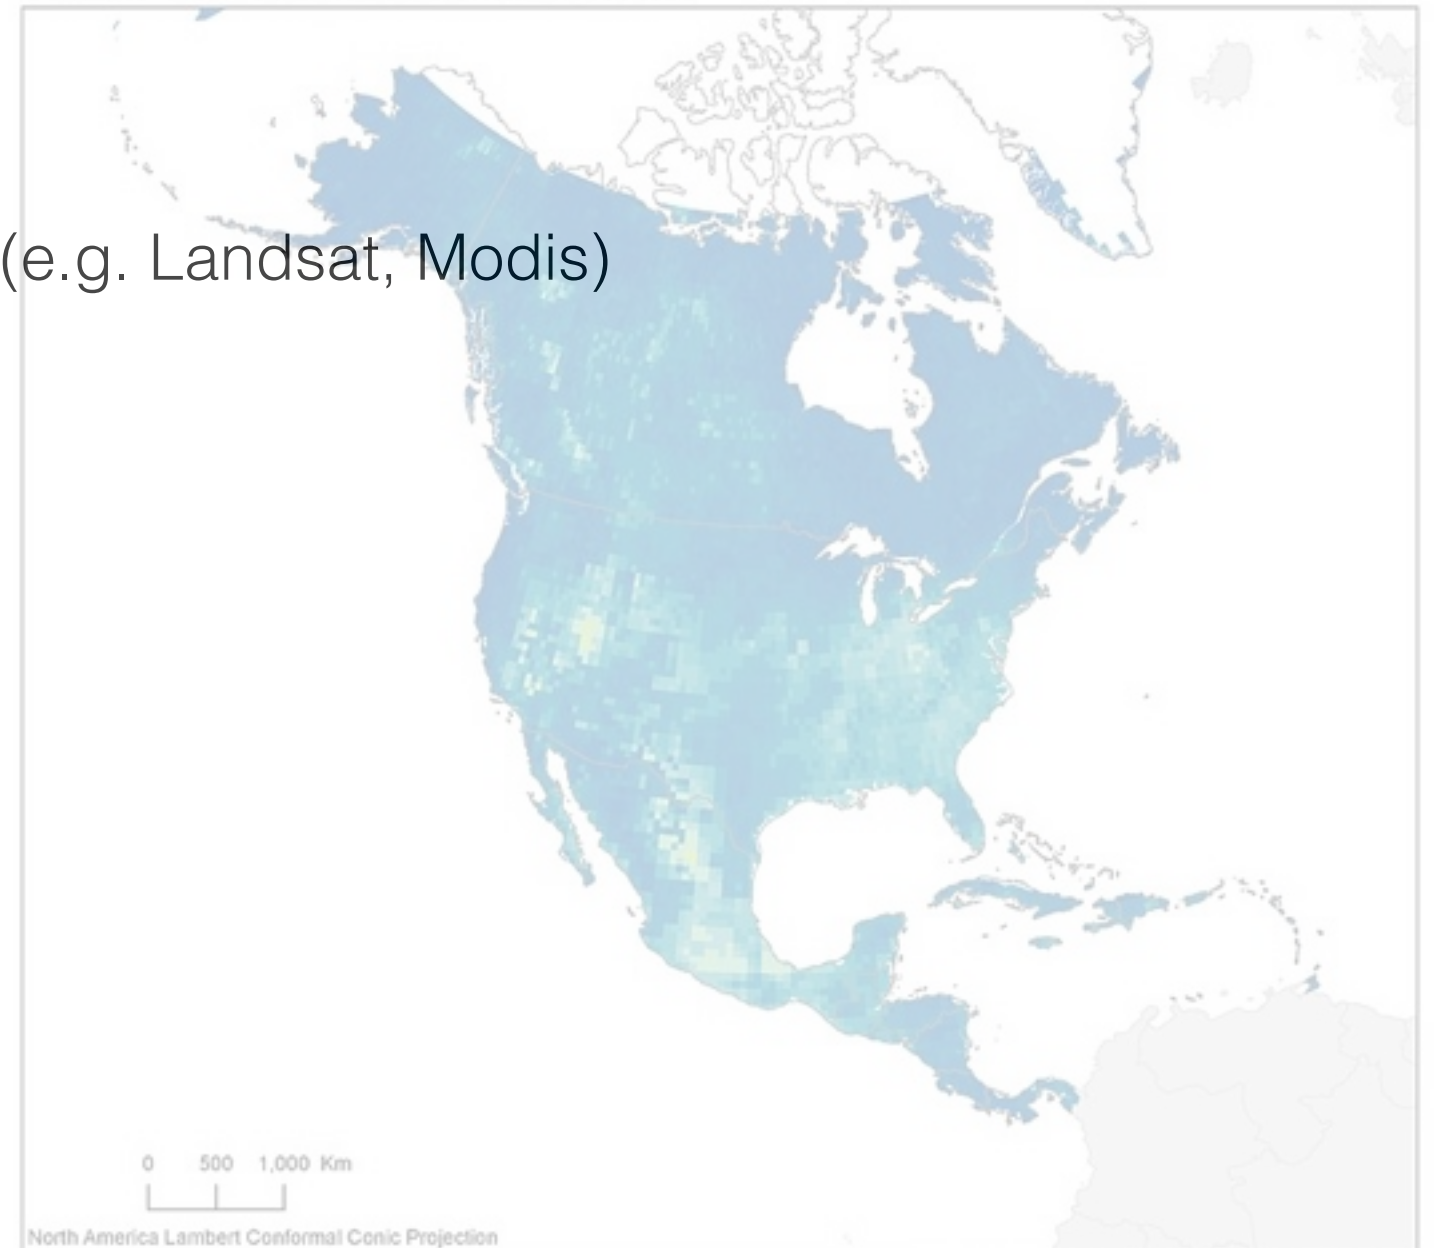 (e.g. Landsat, Modis)
0 500 1,000 Km
North America Lambert Conformal Conic Projection